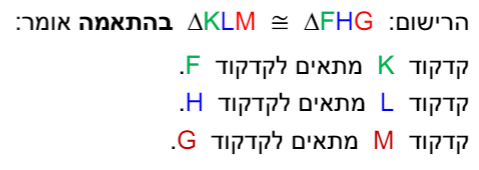 הרישום: ΔKLM ≅ ΔFHG בהתאמה אומר:
קדקוד K מתאים לקדקוד F.
קדקוד L מתאים לקדקוד H.
קדקוד M מתאים לקדקוד G.